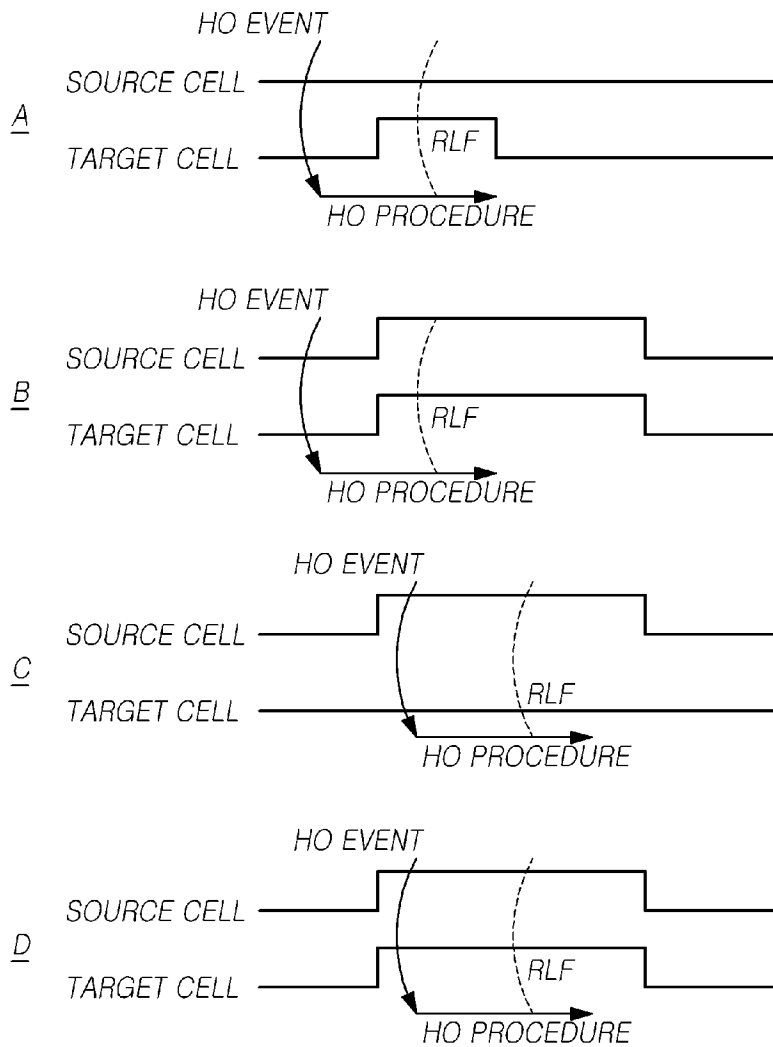 HO EVENT
SOURCE CELL
A
RLF
TARGET CELL
HO PROCEDURE
HO EVENT
SOURCE CELL
B
RLF
TARGET CELL
HO PROCEDURE
HO EVENT
SOURCE CELL
C
RLF
TARGET CELL
HO PROCEDURE
HO EVENT
SOURCE CELL
D
RLF
TARGET CELL
HO PROCEDURE